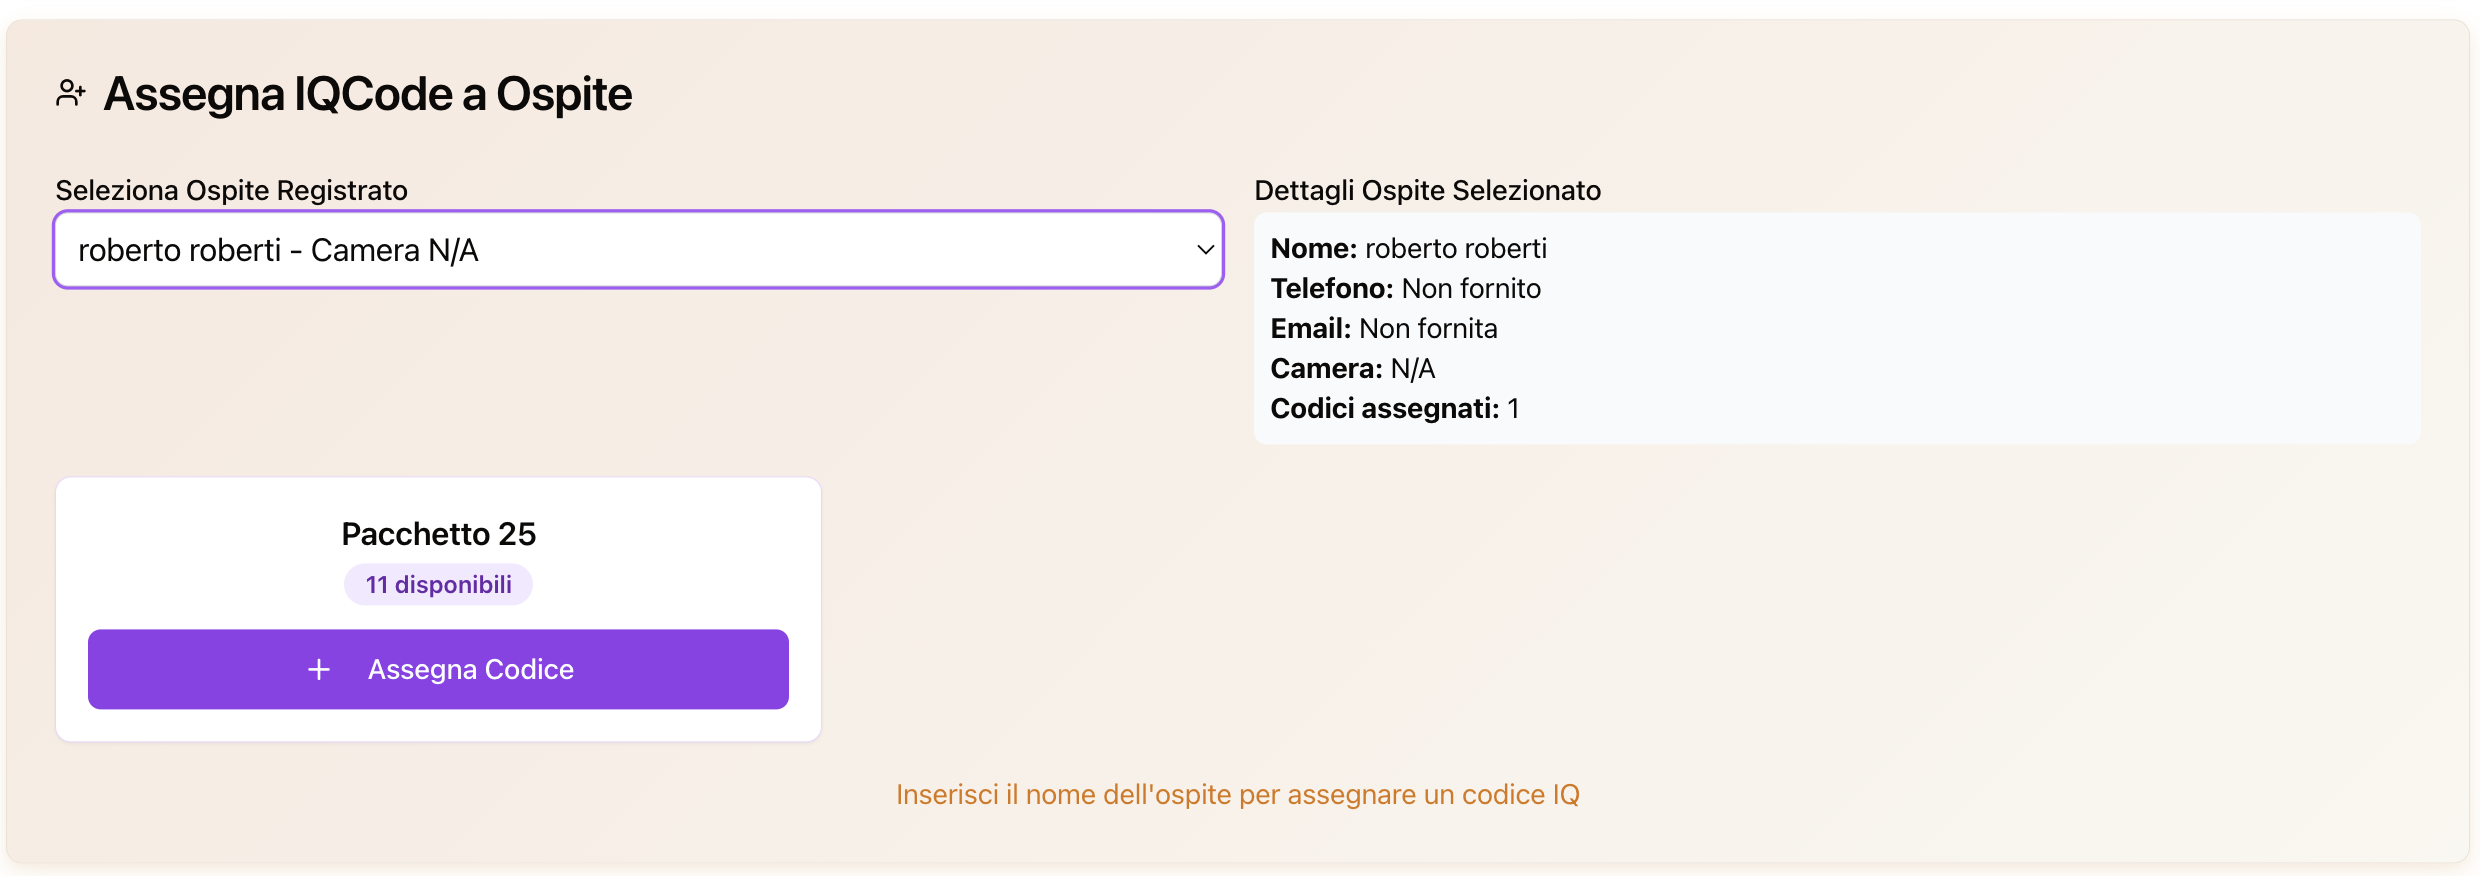 Assegna IQCode a Ospite
Seleziona Ospite Registrato
roberto roberti - Camera N/A
Dettagli Ospite Selezionato
Nome: roberto roberti
Telefono: Non fornito
Email: Non fornita
Camera: N/A
Codici assegnati: 1
Pacchetto 25
11 disponibili
+ Assegna Codice
Inserisci il nome dell'ospite per assegnare un codice IQ